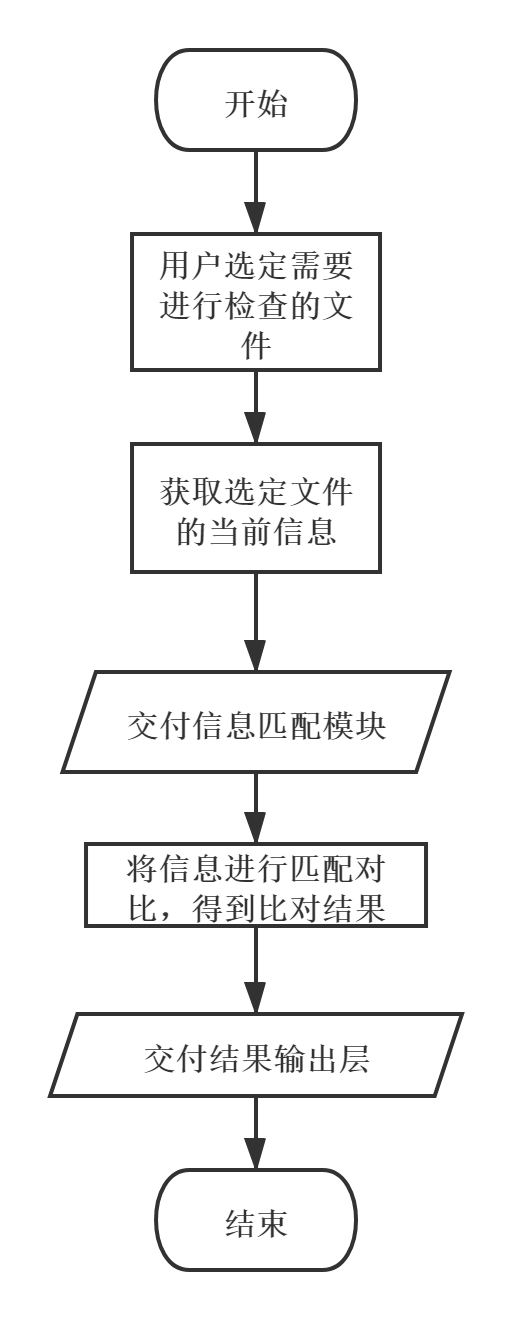 开始
用户选定需要
进行检查的文
件
获取选定文件
的当前信息
交付信息匹配模块
将信息进行匹配对
比，得到比对结果
交付结果输出层
结束